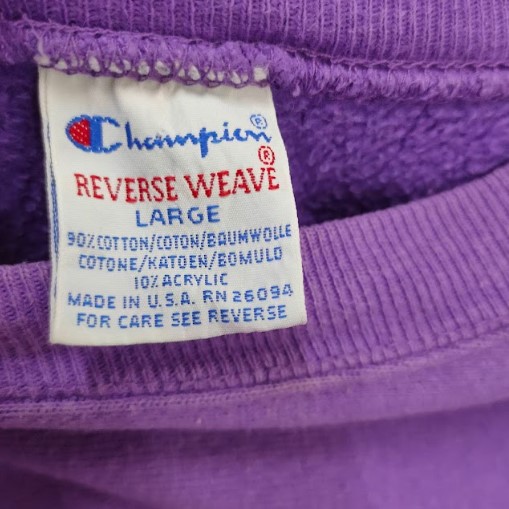 Champion®
REVERSE WEAVE®
LARGE
90% COTTON/COTON/BAUMWOLLE
COTONE/KATOEN/BOMULD
10% ACRYLIC
MADE IN U.S.A. RN 26094
FOR CARE SEE REVERSE